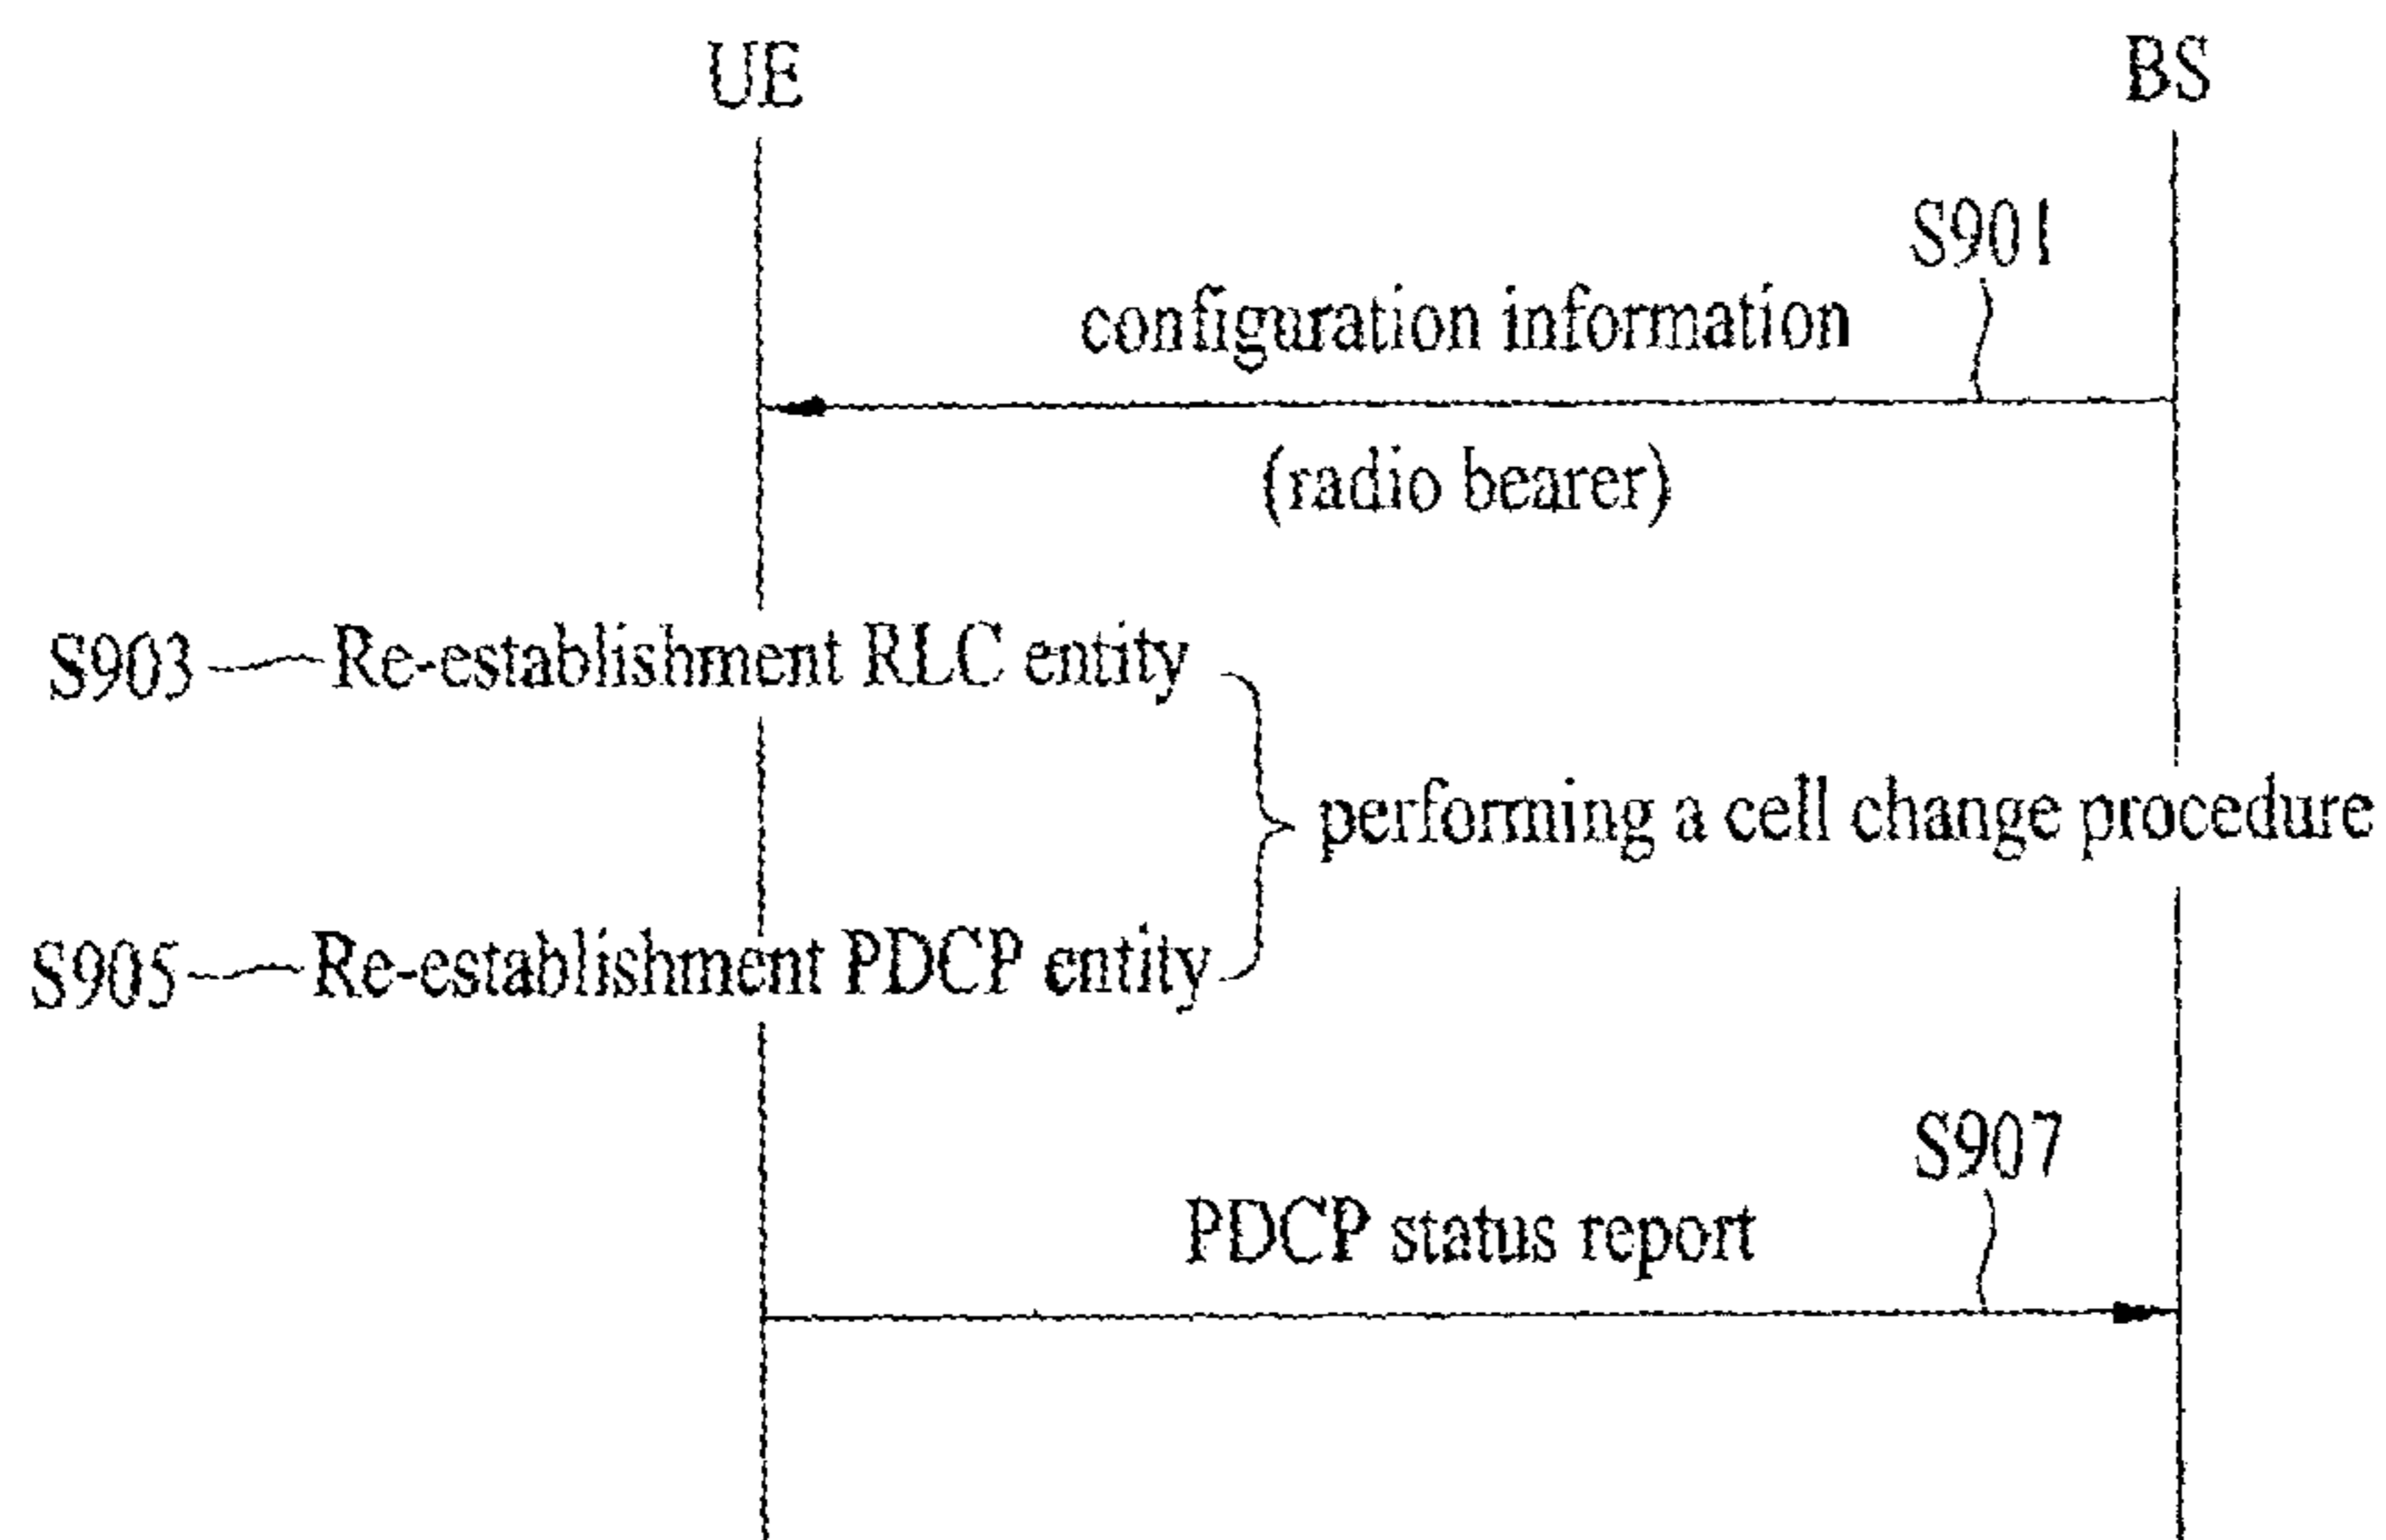 UE
BS
S901
configuration information
(radio bearer)
S903
Re-establishment RLC entity
performing a cell change procedure
S905
Re-establishment PDCP entity
S907
PDCP status report